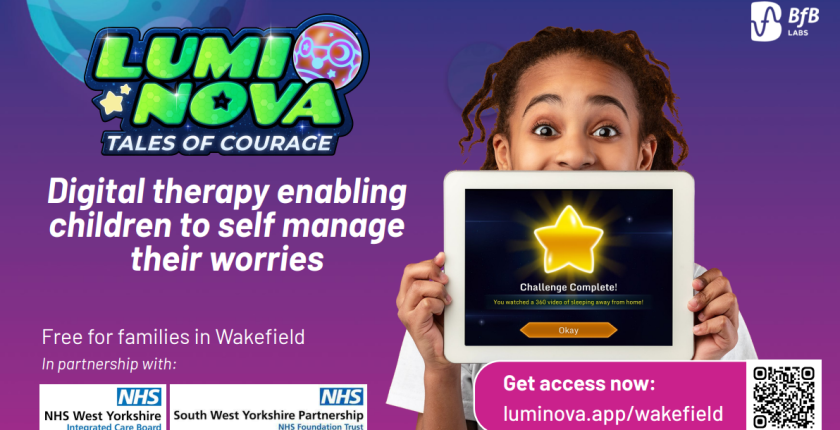 LUMI
NOVA
TALES OF COURAGE
BfB
LABS
Digital therapy enabling
children to self manage
their worries
Challenge Complete!
You watched a 360 video of sleeping away from home!
Okay
Free for families in Wakefield
In partnership with:
NHS
NHS West Yorkshire
Integrated Care Board
NHS
South West Yorkshire Partnership
NHS Foundation Trust
Get access now:
luminova.app/wakefield